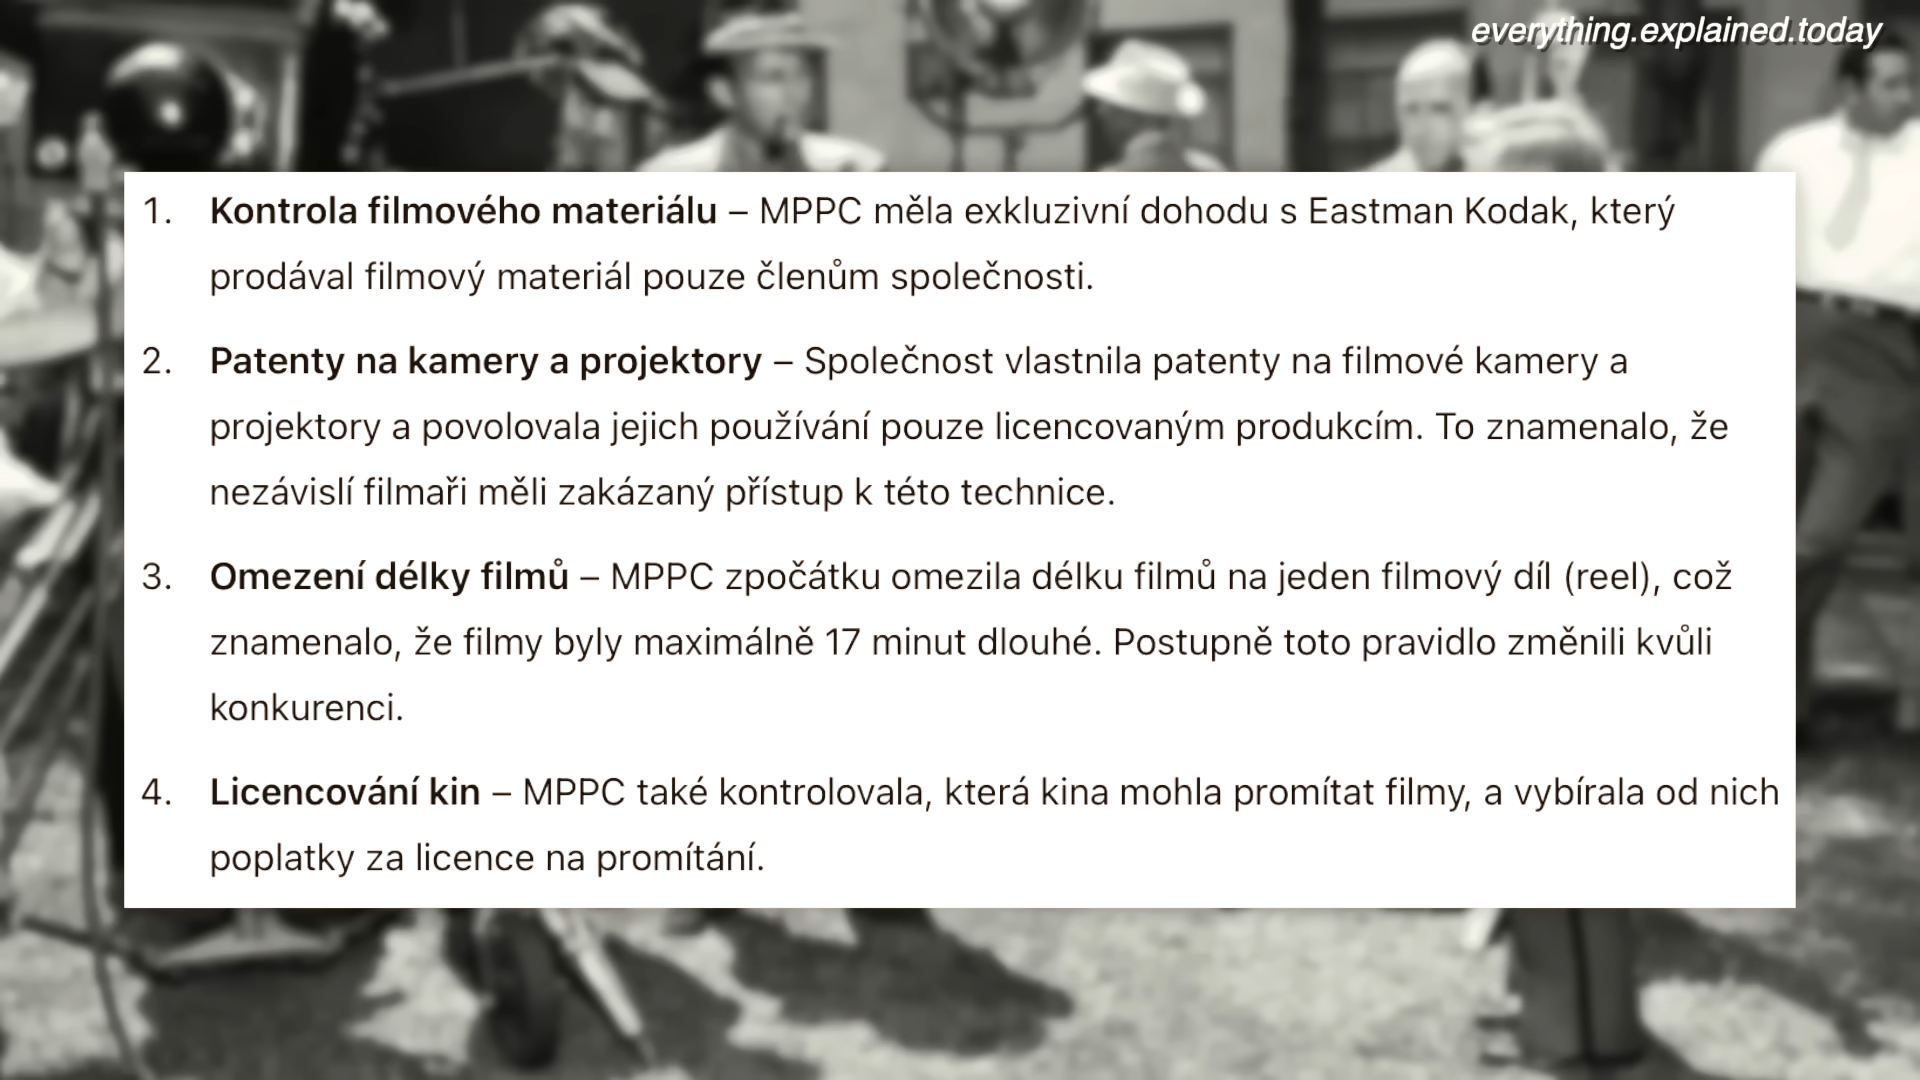 everything.explained.today
1. Kontrola filmového materiálu – MPPC měla exkluzivní dohodu s Eastman Kodak, který
prodával filmový materiál pouze členům společnosti.
2. Patenty na kamery a projektory – Společnost vlastnila patenty na filmové kamery a
projektory a povolovala jejich používání pouze licencovaným produkcím. To znamenalo, že
nezávislí filmaři měli zakázaný přístup k této technice.
3. Omezení délky filmů – MPPC zpočátku omezila délku filmů na jeden filmový díl (reel), což
znamenalo, že filmy byly maximálně 17 minut dlouhé. Postupně toto pravidlo změnili kvůli
konkurenci.
4. Licencování kin – MPPC také kontrolovala, která kina mohla promítat filmy, a vybírala od nich
poplatky za licence na promítání.